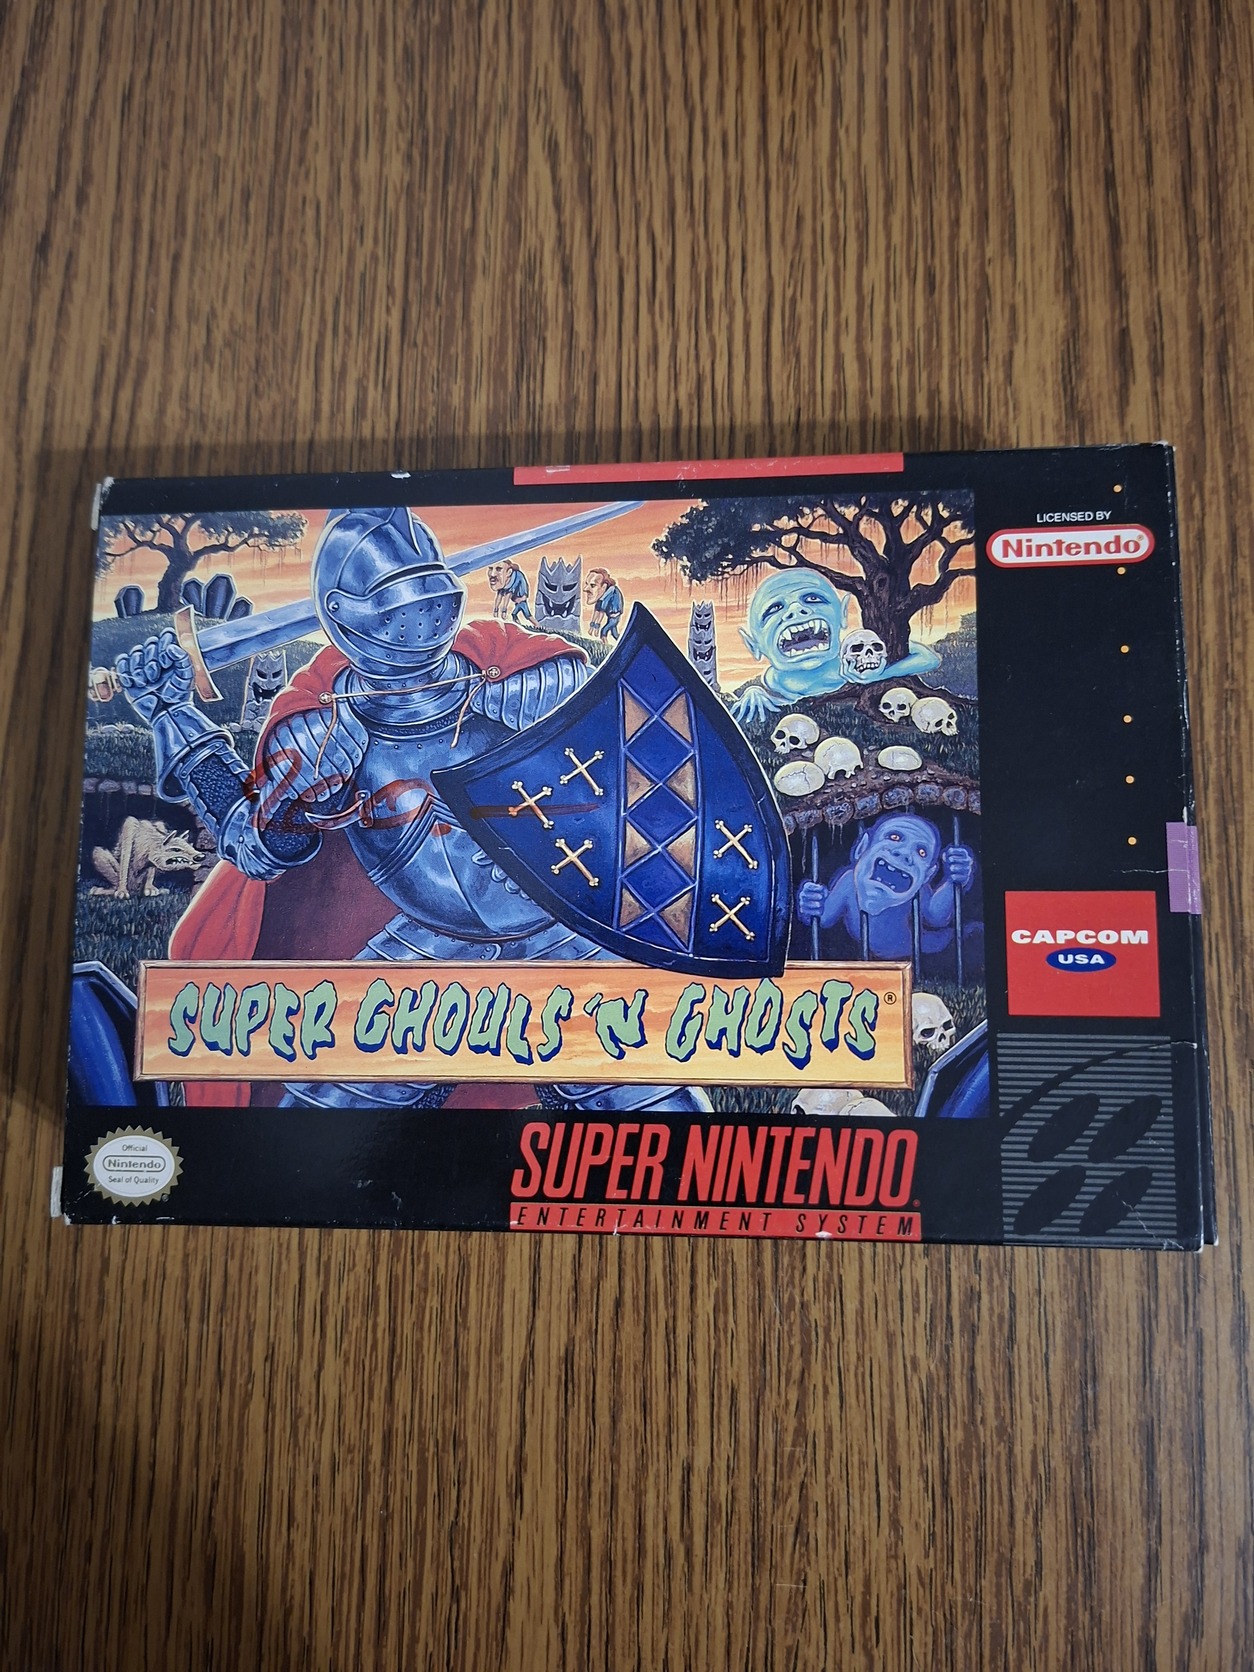 LICENSED BY
Nintendo®
CAPCOM
USA
SUPER GHOULS 'N GHOSTS®
Official
Nintendo
Seal of Quality
SUPER NINTENDO
ENTERTAINMENT SYSTEM